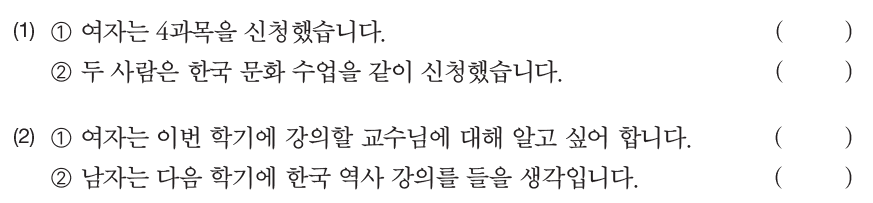 (1) ① 여자는 4과목을 신청했습니다. (    )
② 두 사람은 한국 문화 수업을 같이 신청했습니다. (    )
(2) ① 여자는 이번 학기에 강의할 교수님에 대해 알고 싶어 합니다. (    )
② 남자는 다음 학기에 한국 역사 강의를 들을 생각입니다. (    )